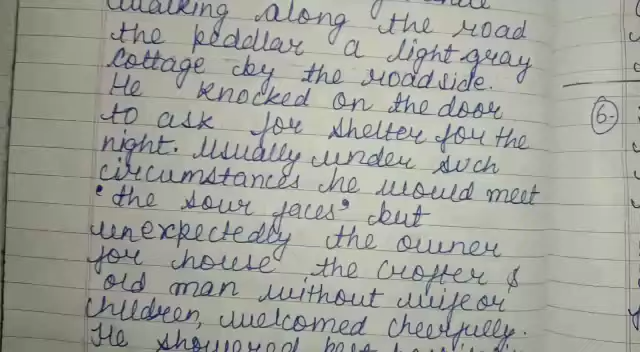 walking along the road
the peddlar a light gray
cottage by the roadside.
He knocked on the door
to ask for shelter for the
night. Usually under such
circumstances he would meet
"the sour faces" but
unexpectedly the owner
for house the crofter &
old man without wife or
children, welcomed cheerfully.
He showered
6.